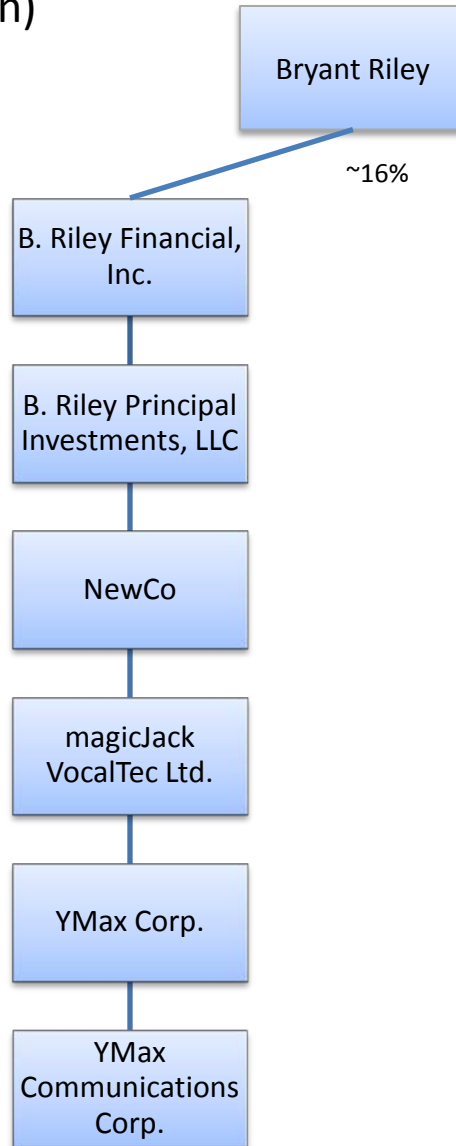 n)
Bryant Riley
~16%
B. Riley Financial,
Inc.
B. Riley Principal
Investments, LLC
NewCo
magicJack
VocalTec Ltd.
YMax Corp.
YMax
Communications
Corp.